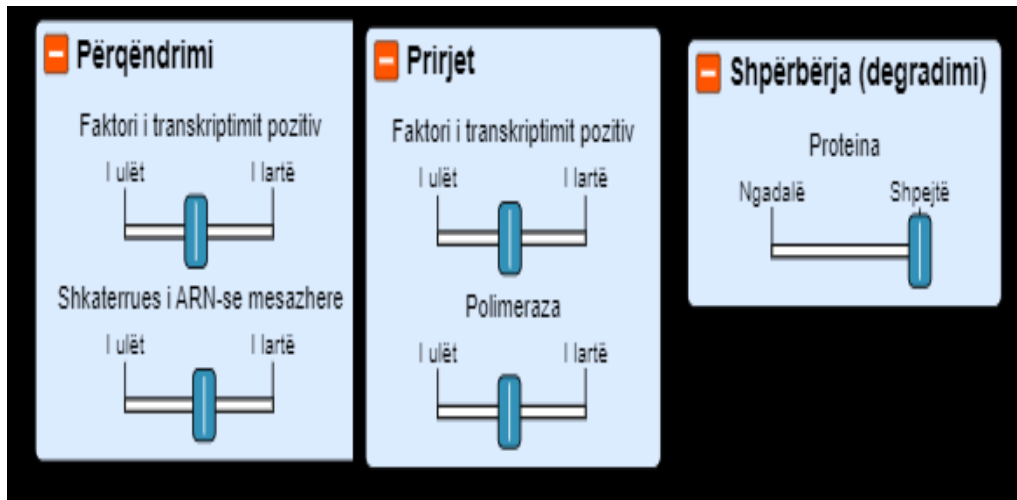 Përqëndrimi
Faktori i transkriptimit pozitiv
I ulët I lartë
Shkaterrues i ARN-se mesazhere
I ulët I lartë
Prirjet
Faktori i transkriptimit pozitiv
I ulët I lartë
Polimeraza
I ulët I lartë
Shpërbërja (degradimi)
Proteina
Ngadalë Shpejtë